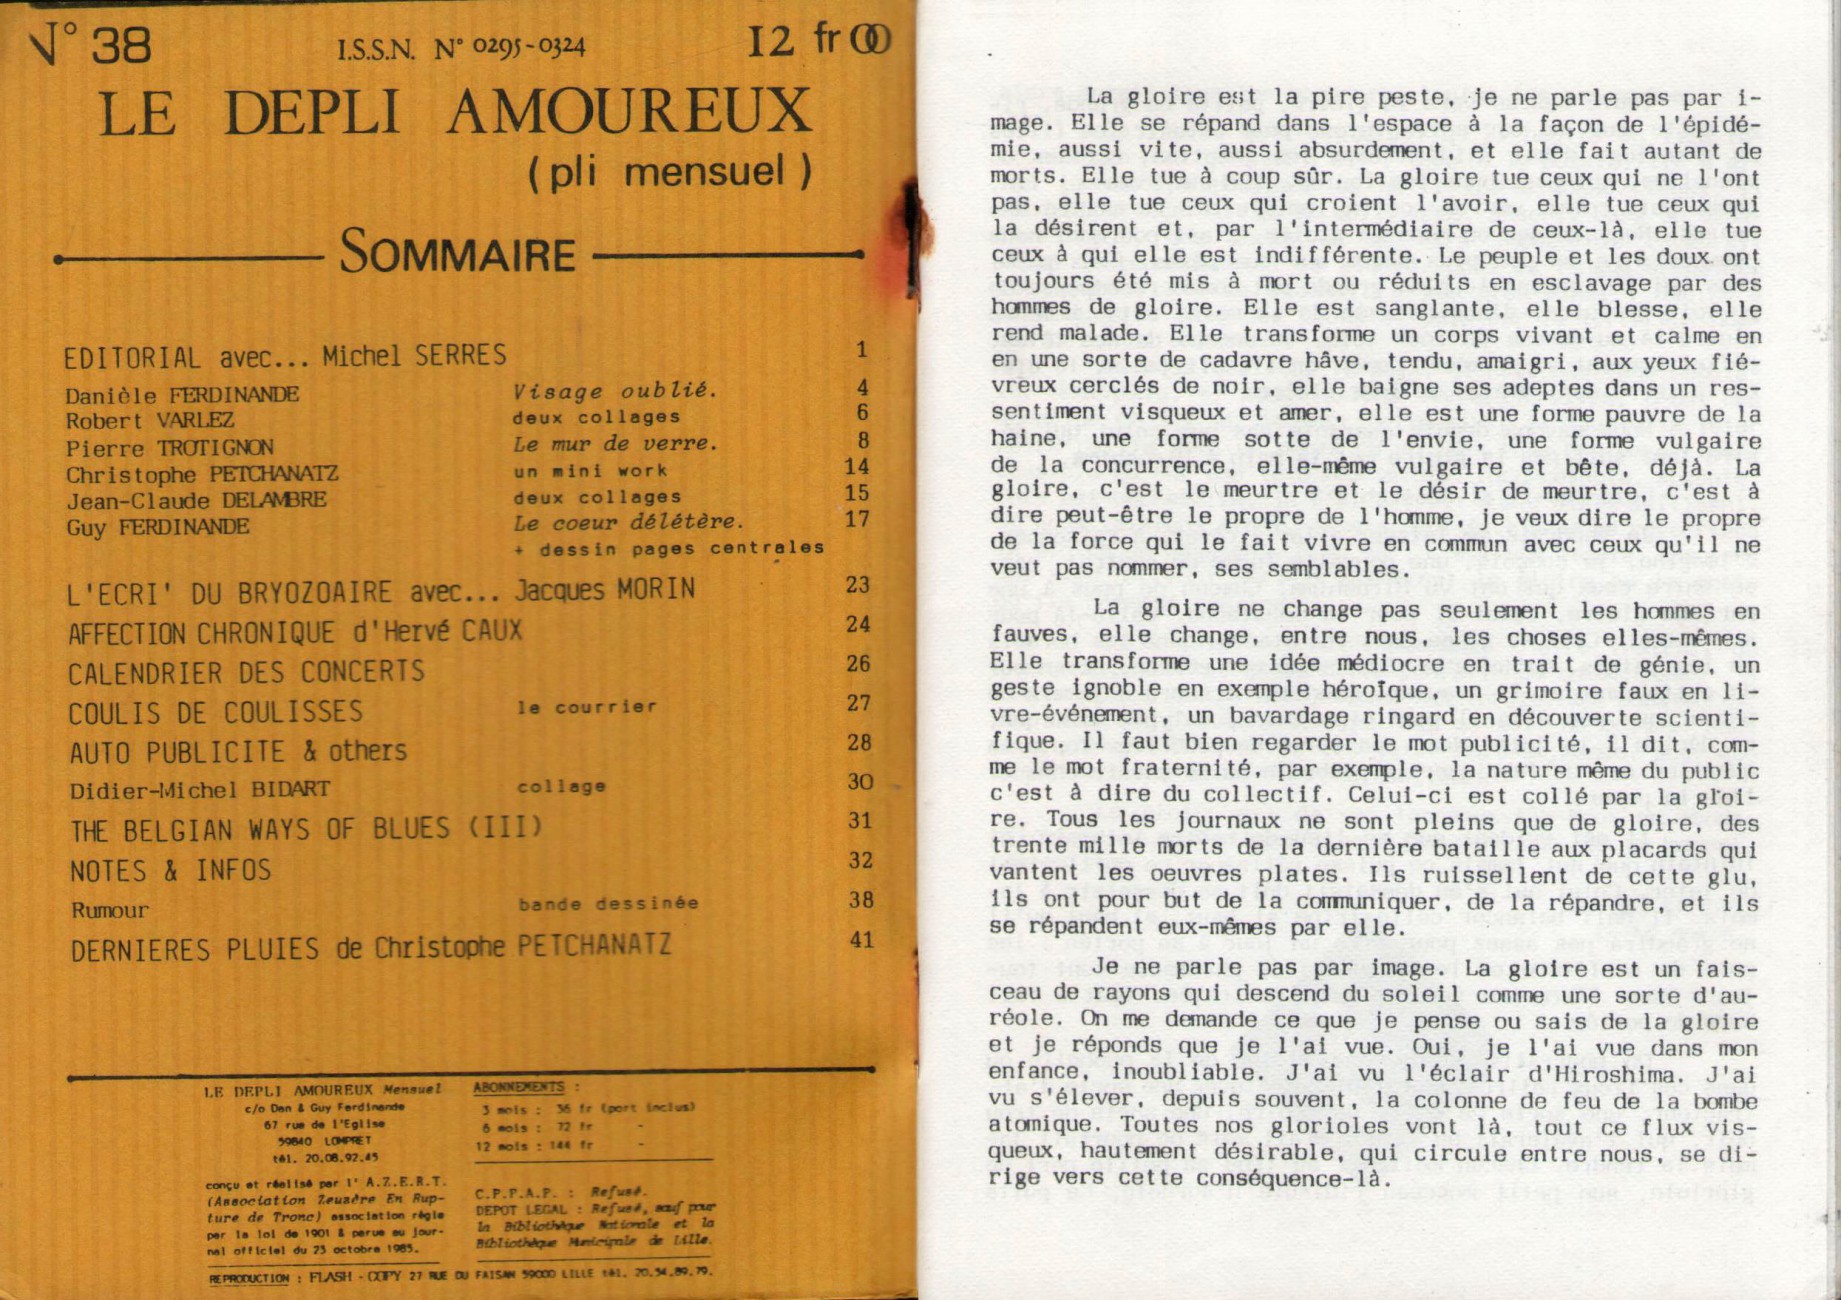 N° 38
I.S.S.N. N° 0295-0324
12 fr 00
LE DEPLI AMOUREUX
(pli mensuel)
SOMMAIRE
EDITORIAL avec... Michel SERRES 1
Danièle FERDINANDE Visage oublié. 4
Robert VARLEZ deux collages 6
Pierre TROTIGNON Le mur de verre. 8
Christophe PETCHANATZ un mini work 14
Jean-Claude DELAMBRE deux collages 15
Guy FERDINANDE Le coeur délétère. 17
+ dessin pages centrales
L'ECRI' DU BRYOZOAIRE avec... Jacques MORIN 23
AFFECTION CHRONIQUE d'Hervé CAUX 24
CALENDRIER DES CONCERTS 26
COULIS DE COULISSES le courrier 27
AUTO PUBLICITE & others 28
Didier-Michel BIDART collage 30
THE BELGIAN WAYS OF BLUES (III) 31
NOTES & INFOS 32
Rumour bande dessinée 38
DERNIERES PLUIES de Christophe PETCHANATZ 41
LE DEPLI AMOUREUX Mensuel
c/o Dan & Guy Ferdinande
67 rue de l'Eglise
59840 LOMPRET
tél. 20.08.92.45
conçu et réalisé par l' A.Z.E.R.T.
(Association Zeuzère En Rup-
ture de Tronc) association régie
par la loi de 1901 & parue au jour-
nal officiel du 23 octobre 1985.
ABONNEMENTS :
3 mois : 36 fr (port inclus)
6 mois : 72 fr -
12 mois : 144 fr -
C.P.P.A.P. : Refusé.
DEPOT LEGAL : Refusé, sauf pour
la Bibliothèque Nationale et la
Bibliothèque Municipale de Lille.
REPRODUCTION : FLASH - COPY 27 RUE DU FAISAN 59000 LILLE tél. 20.54.89.79.
La gloire est la pire peste, je ne parle pas par i-
mage. Elle se répand dans l'espace à la façon de l'épidé-
mie, aussi vite, aussi absurdement, et elle fait autant de
morts. Elle tue à coup sûr. La gloire tue ceux qui ne l'ont
pas, elle tue ceux qui croient l'avoir, elle tue ceux qui
la désirent et, par l'intermédiaire de ceux-là, elle tue
ceux à qui elle est indifférente. Le peuple et les doux ont
toujours été mis à mort ou réduits en esclavage par des
hommes de gloire. Elle est sanglante, elle blesse, elle
rend malade. Elle transforme un corps vivant et calme en
en une sorte de cadavre hâve, tendu, amaigri, aux yeux fié-
vreux cerclés de noir, elle baigne ses adeptes dans un res-
sentiment visqueux et amer, elle est une forme pauvre de la
haine, une forme sotte de l'envie, une forme vulgaire
de la concurrence, elle-même vulgaire et bête, déjà. La
gloire, c'est le meurtre et le désir de meurtre, c'est à
dire peut-être le propre de l'homme, je veux dire le propre
de la force qui le fait vivre en commun avec ceux qu'il ne
veut pas nommer, ses semblables.
La gloire ne change pas seulement les hommes en
fauves, elle change, entre nous, les choses elles-mêmes.
Elle transforme une idée médiocre en trait de génie, un
geste ignoble en exemple héroïque, un grimoire faux en li-
vre-événement, un bavardage ringard en découverte scienti-
fique. Il faut bien regarder le mot publicité, il dit, com-
me le mot fraternité, par exemple, la nature même du public
c'est à dire du collectif. Celui-ci est collé par la gloi-
re. Tous les journaux ne sont pleins que de gloire, des
trente mille morts de la dernière bataille aux placards qui
vantent les oeuvres plates. Ils ruissellent de cette glu,
ils ont pour but de la communiquer, de la répandre, et ils
se répandent eux-mêmes par elle.
Je ne parle pas par image. La gloire est un fais-
ceau de rayons qui descend du soleil comme une sorte d'au-
réole. On me demande ce que je pense ou sais de la gloire
et je réponds que je l'ai vue. Oui, je l'ai vue dans mon
enfance, inoubliable. J'ai vu l'éclair d'Hiroshima. J'ai
vu s'élever, depuis souvent, la colonne de feu de la bombe
atomique. Toutes nos glorioles vont là, tout ce flux vis-
queux, hautement désirable, qui circule entre nous, se di-
rige vers cette conséquence-là.